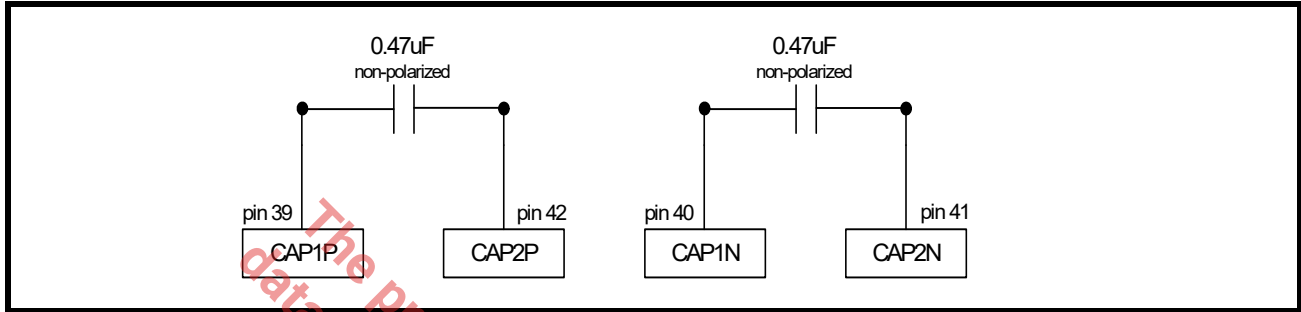 0.47uF
non-polarized
0.47uF
non-polarized
pin 39
pin 42
pin 40
pin 41
CAP1P
CAP2P
CAP1N
CAP2N
The